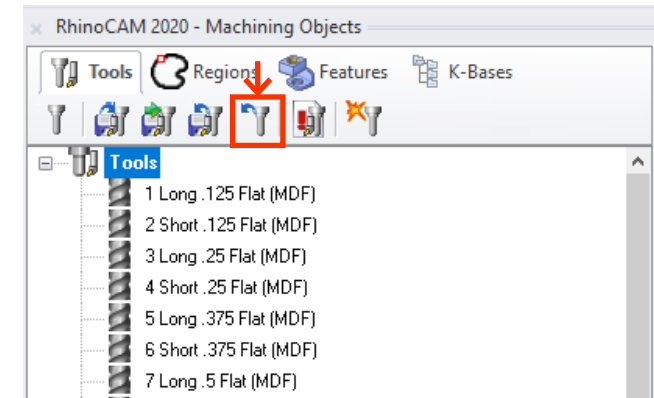 RhinoCAM 2020 - Machining Objects
Tools Regions Features K-Bases
Tools
1 Long .125 Flat (MDF)
2 Short .125 Flat (MDF)
3 Long .25 Flat (MDF)
4 Short .25 Flat (MDF)
5 Long .375 Flat (MDF)
6 Short .375 Flat (MDF)
7 Long .5 Flat (MDF)